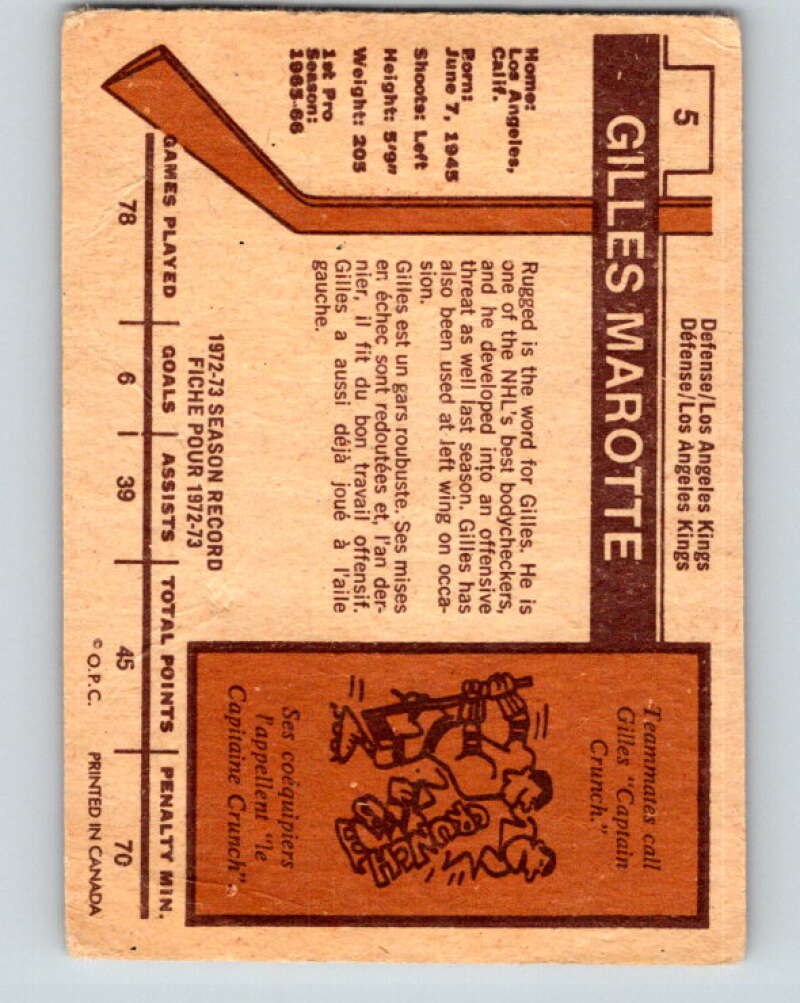 5
Defense/Los Angeles Kings
Défense/Los Angeles Kings
GILLES MAROTTE
Home:
Los Angeles,
Calif.
Born:
June 7, 1945
Shoots: Left
Height: 5'9"
Weight: 205
1st Pro
Season:
1965-66
Rugged is the word for Gilles. He is
one of the NHL's best bodycheckers,
and he developed into an offensive
threat as well last season. Gilles has
also been used at left wing on occa-
sion.
Gilles est un gars roubuste. Ses mises
en échec sont redoutées et, l'an der-
nier, il fit du bon travail offensif.
Gilles a aussi déjà joué à l'aile
gauche.
Teammates call
Gilles "Captain
Crunch."
CRUNCH
Ses coéquipiers
l'appellent "le
Capitaine Crunch".
1972-73 SEASON RECORD
FICHE POUR 1972-73
GAMES PLAYED GOALS ASSISTS TOTAL POINTS PENALTY MIN.
78 6 39 45 70
© O.P.C. PRINTED IN CANADA